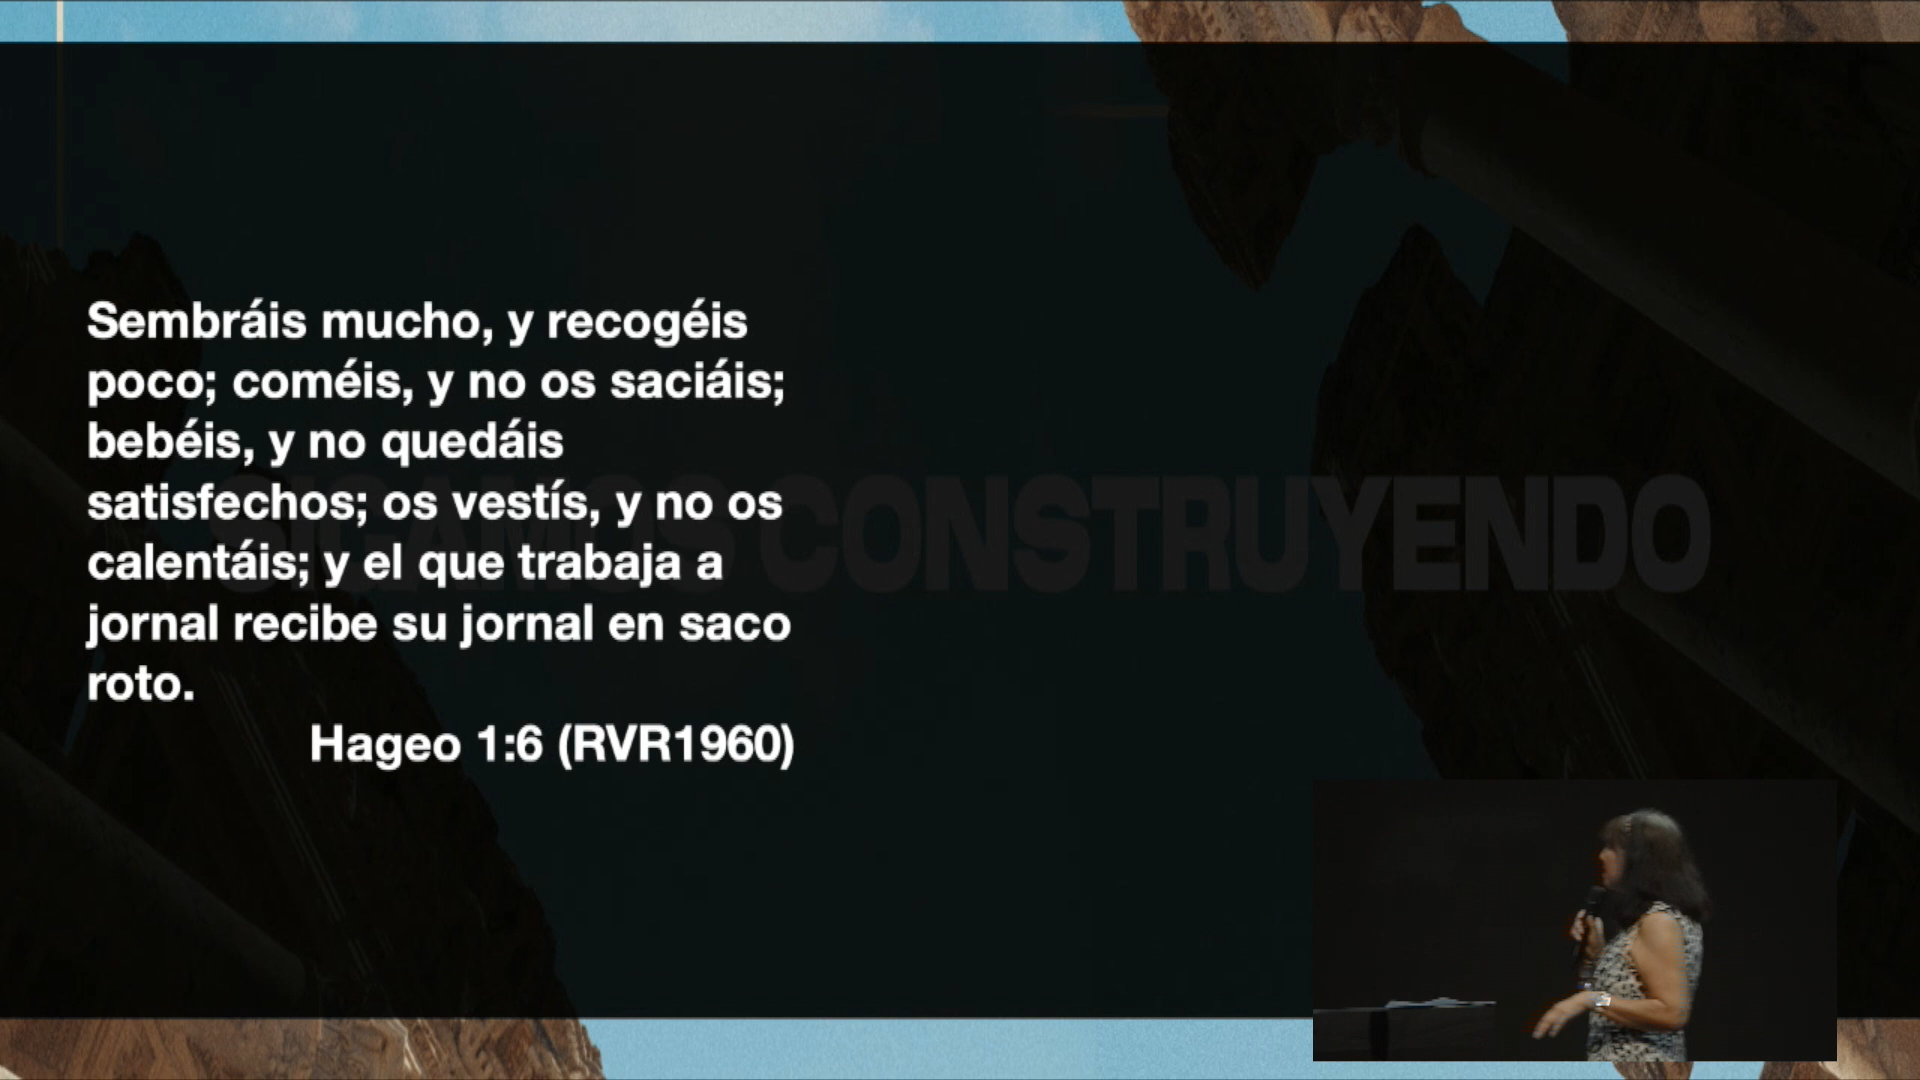 Sembráis mucho, y recogéis
poco; coméis, y no os saciáis;
bebéis, y no quedáis
satisfechos; os vestís, y no os
calentáis; y el que trabaja a
jornal recibe su jornal en saco
roto.
Hageo 1:6 (RVR1960)
SIGAMOS CONSTRUYENDO